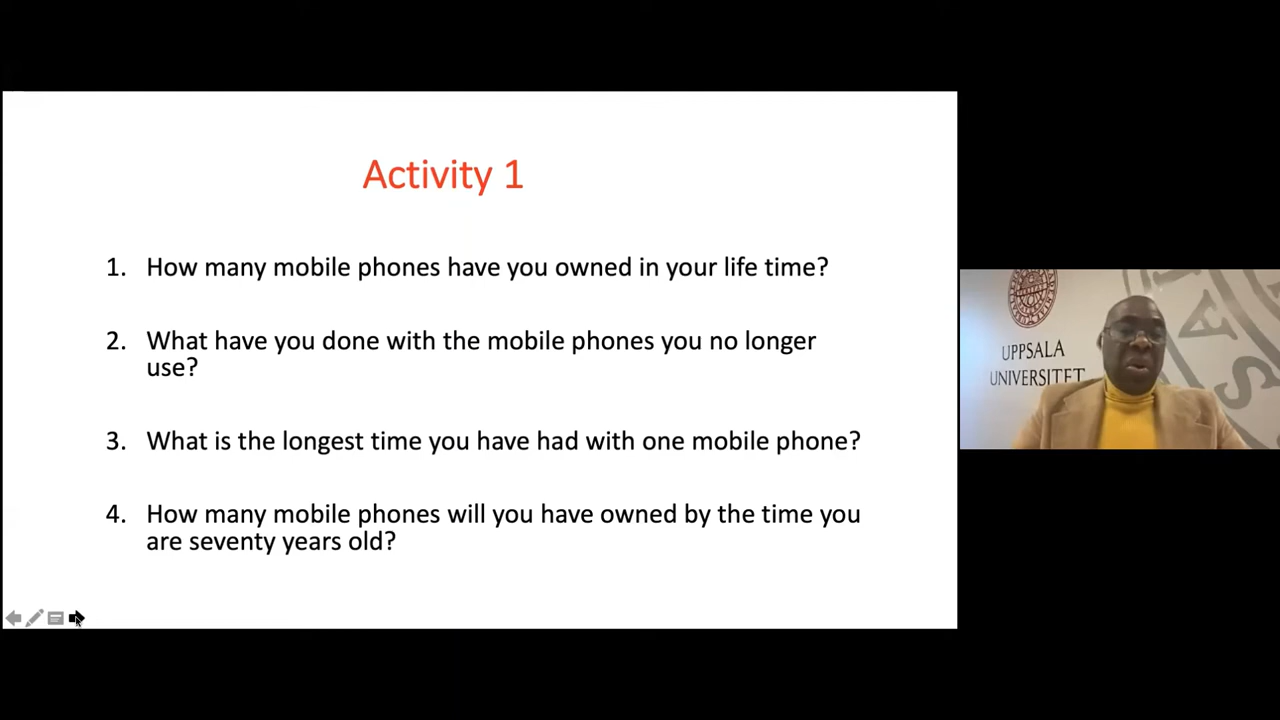 Activity 1
1. How many mobile phones have you owned in your life time?
2. What have you done with the mobile phones you no longer
use?
3. What is the longest time you have had with one mobile phone?
4. How many mobile phones will you have owned by the time you
are seventy years old?
UPPSALA
UNIVERSITET